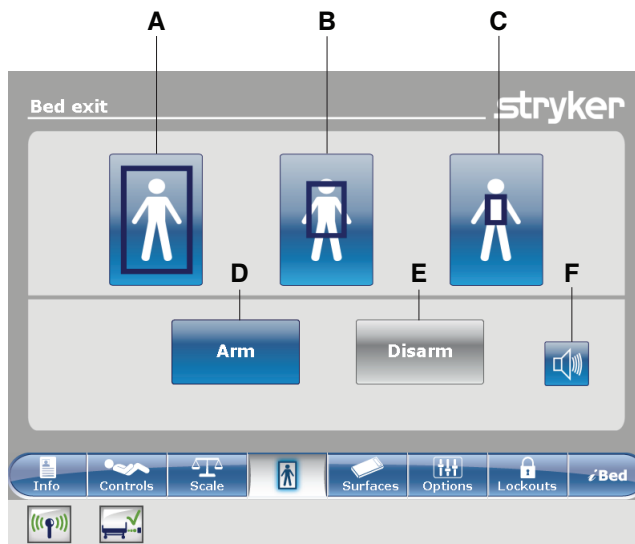 A B C
Bed exit stryker
D E F
Arm Disarm
Info Controls Scale Surfaces Options Lockouts iBed